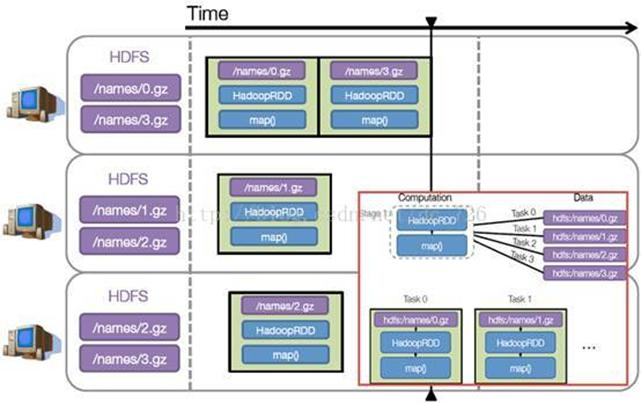 Time
HDFS
/names/0.gz
/names/3.gz
/names/0.gz
HadoopRDD
map()
/names/3.gz
HadoopRDD
map()
HDFS
/names/1.gz
/names/2.gz
/names/1.gz
HadoopRDD
map()
HDFS
/names/2.gz
/names/3.gz
/names/2.gz
HadoopRDD
map()
Computation
Data
Stage 1
HadoopRDD
map()
Task 0
Task 1
Task 2
Task 3
hdfs:/names/0.gz
hdfs:/names/1.gz
hdfs:/names/2.gz
hdfs:/names/3.gz
Task 0
hdfs:/names/0.gz
HadoopRDD
map()
Task 1
hdfs:/names/1.gz
HadoopRDD
map()
...